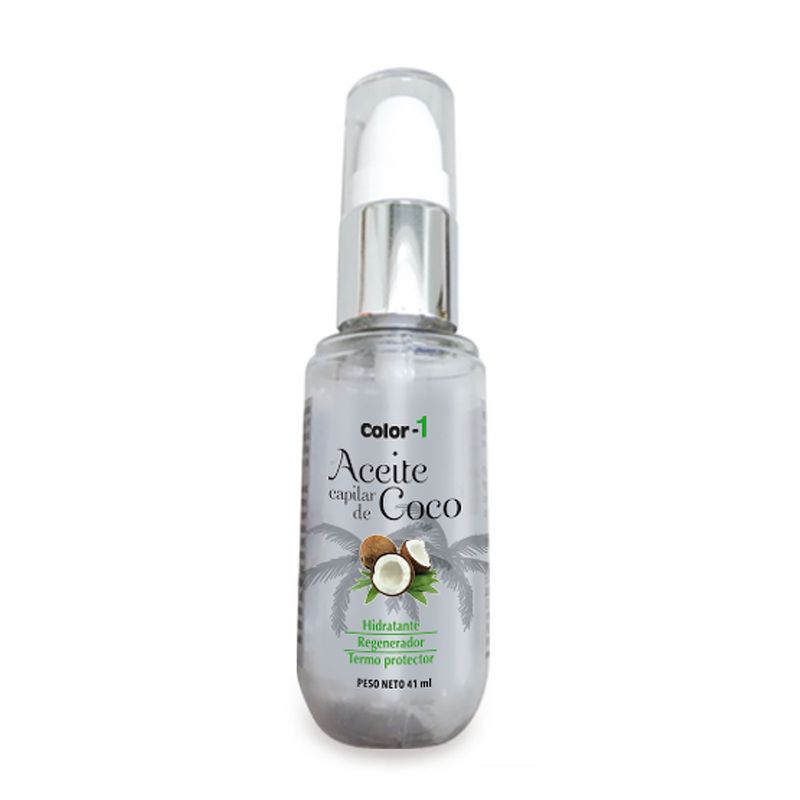 Color-1
Aceite
capilar
de Coco
Hidratante
Regenerador
Termo protector
PESO NETO 41 ml